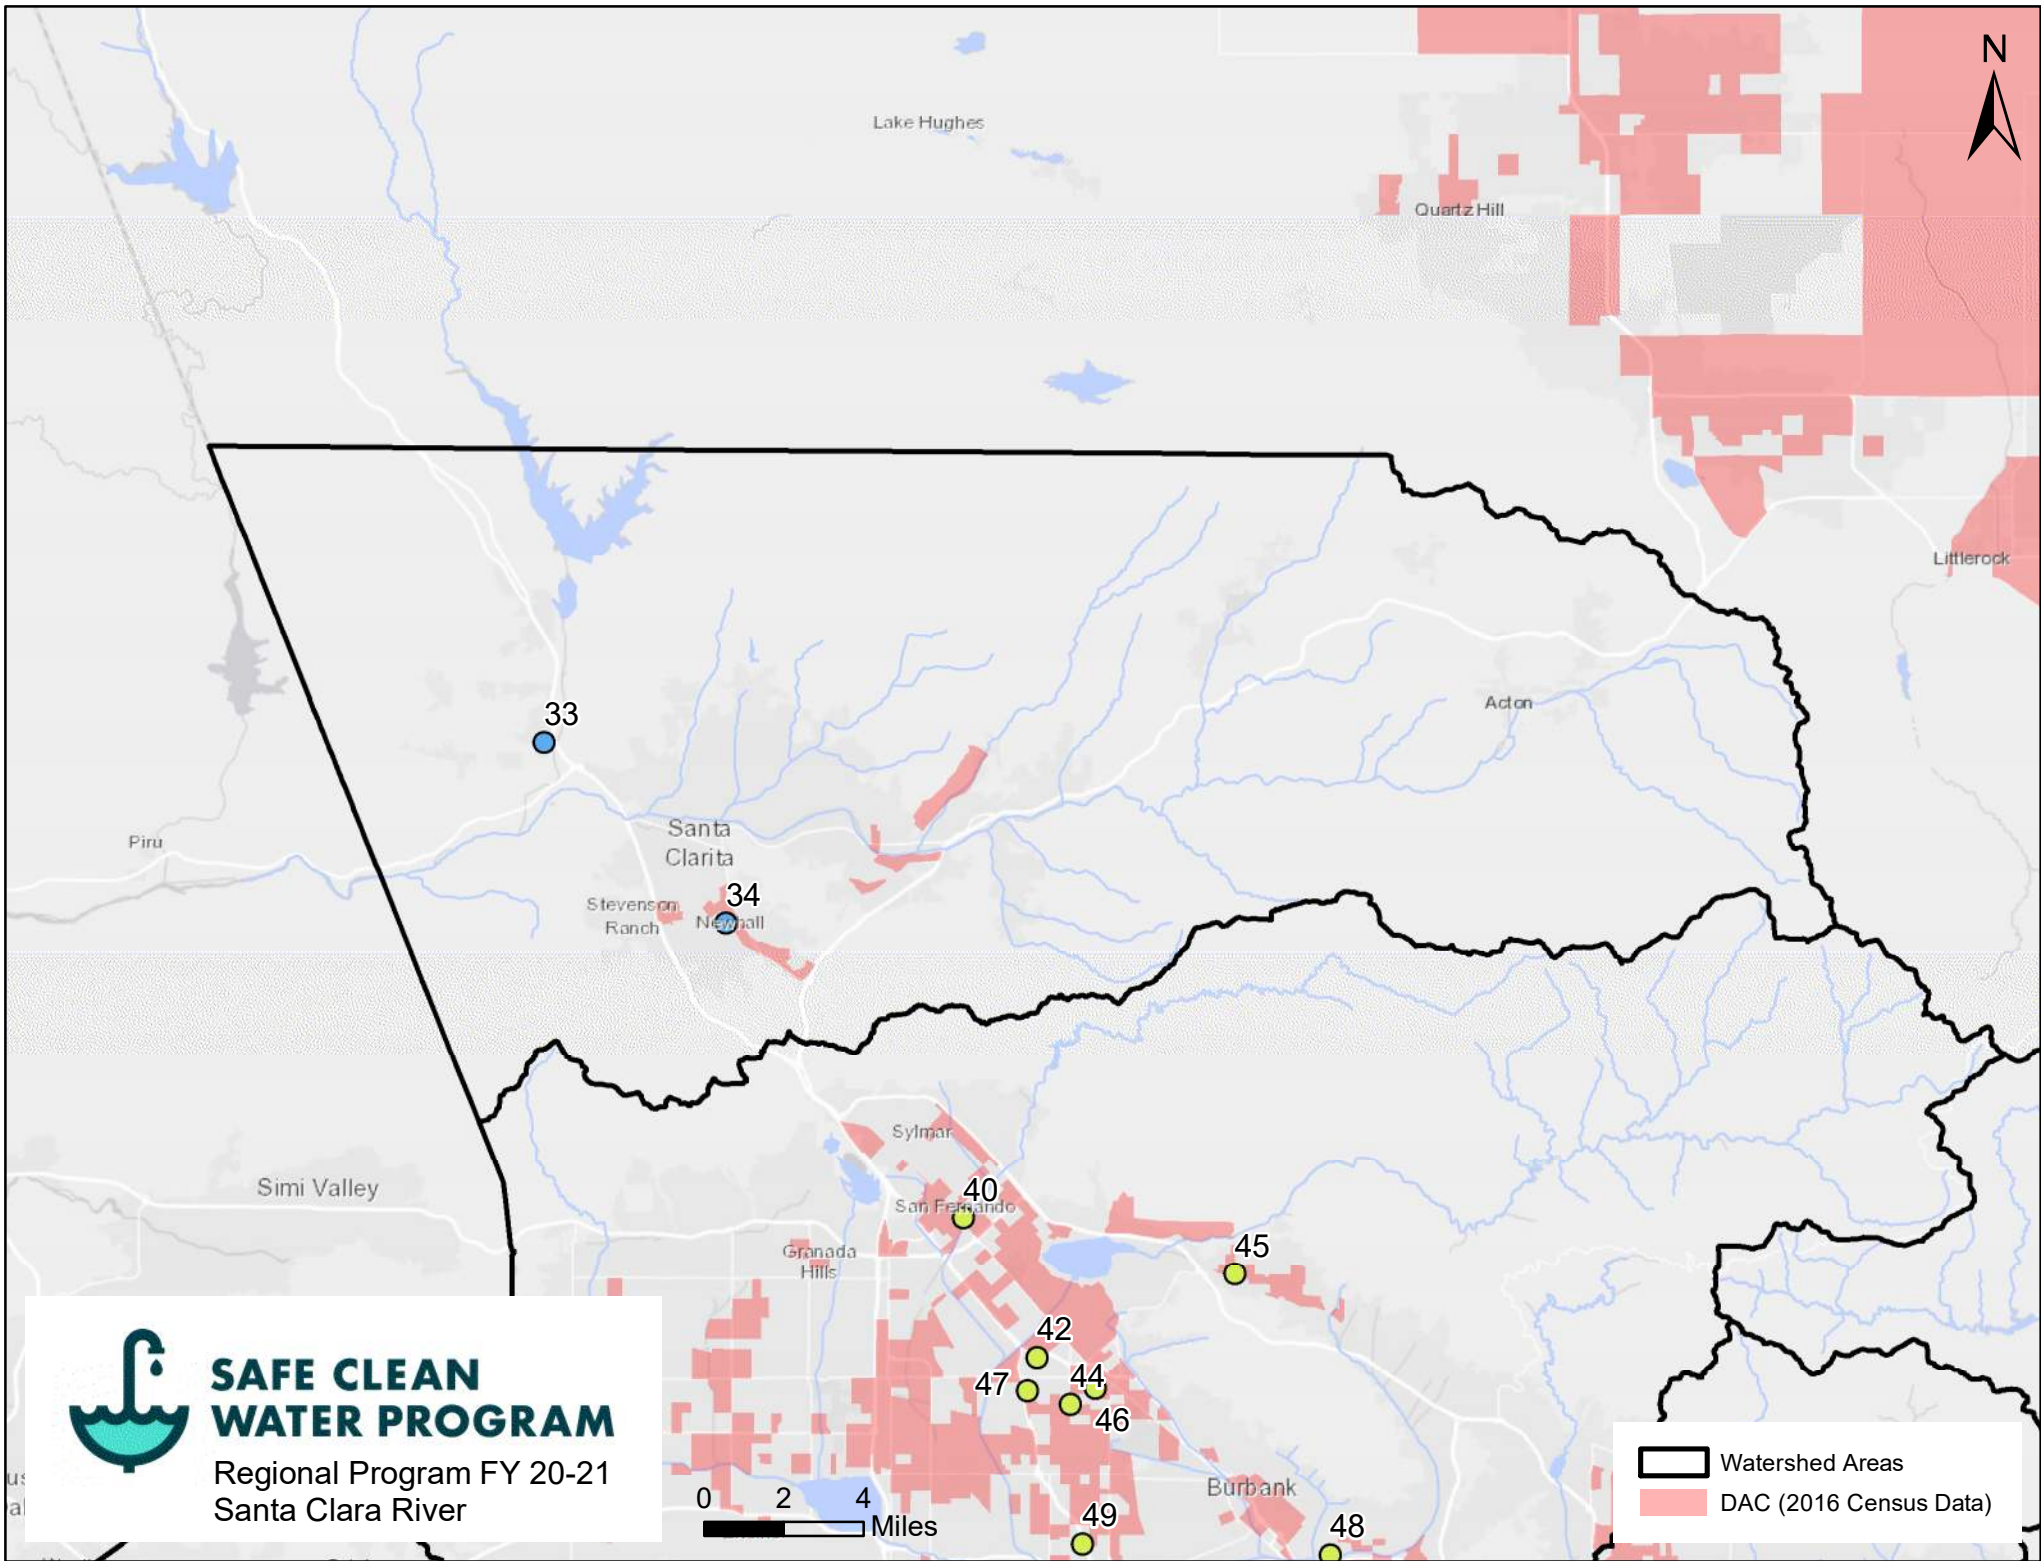 N
Lake Hughes
Quartz Hill
Littlerock
Acton
33
Piru
Santa
Clarita
34
Stevenson
Ranch
Newhall
Sylmar
Simi Valley
40
San Fernando
45
Granada
Hills
42
47
44
46
Burbank
49
48
SAFE CLEAN
WATER PROGRAM
Regional Program FY 20-21
Santa Clara River
0 2 4
Miles
Watershed Areas
DAC (2016 Census Data)